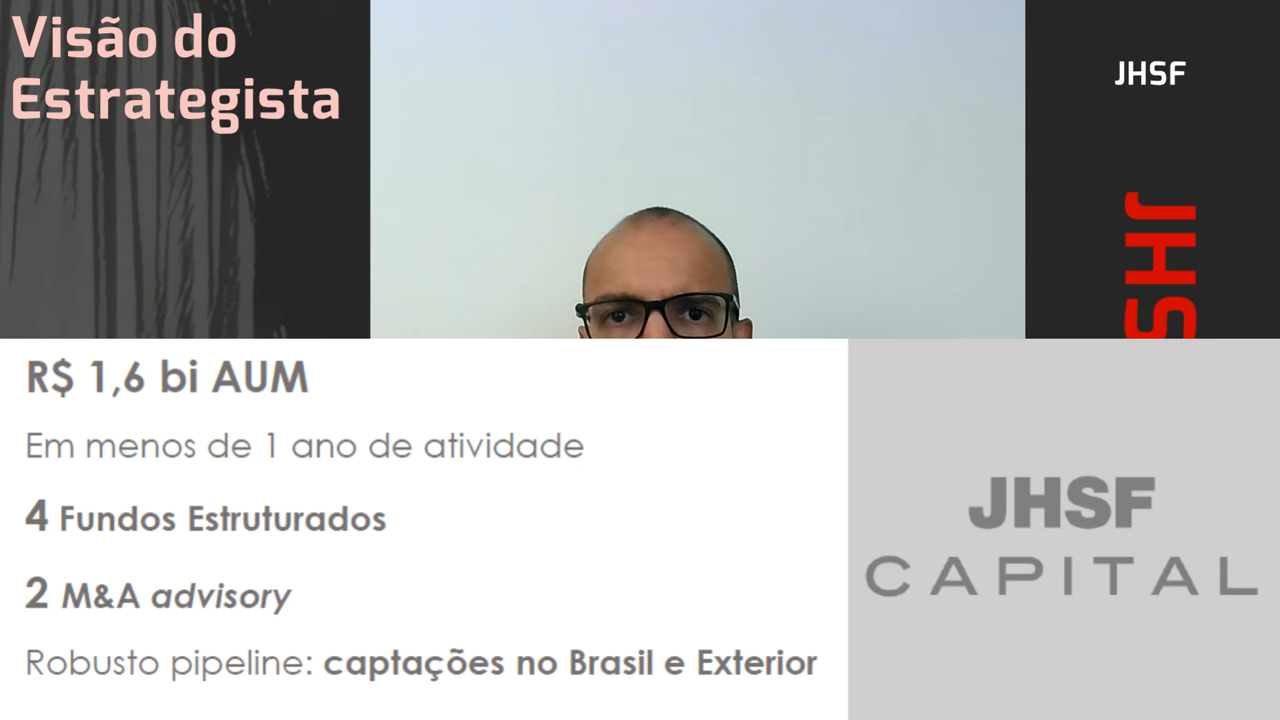 Visão do
Estrategista
JHSF
JHS
R$ 1,6 bi AUM
Em menos de 1 ano de atividade
4 Fundos Estruturados
2 M&A advisory
Robusto pipeline: captações no Brasil e Exterior
JHSF
CAPITAL